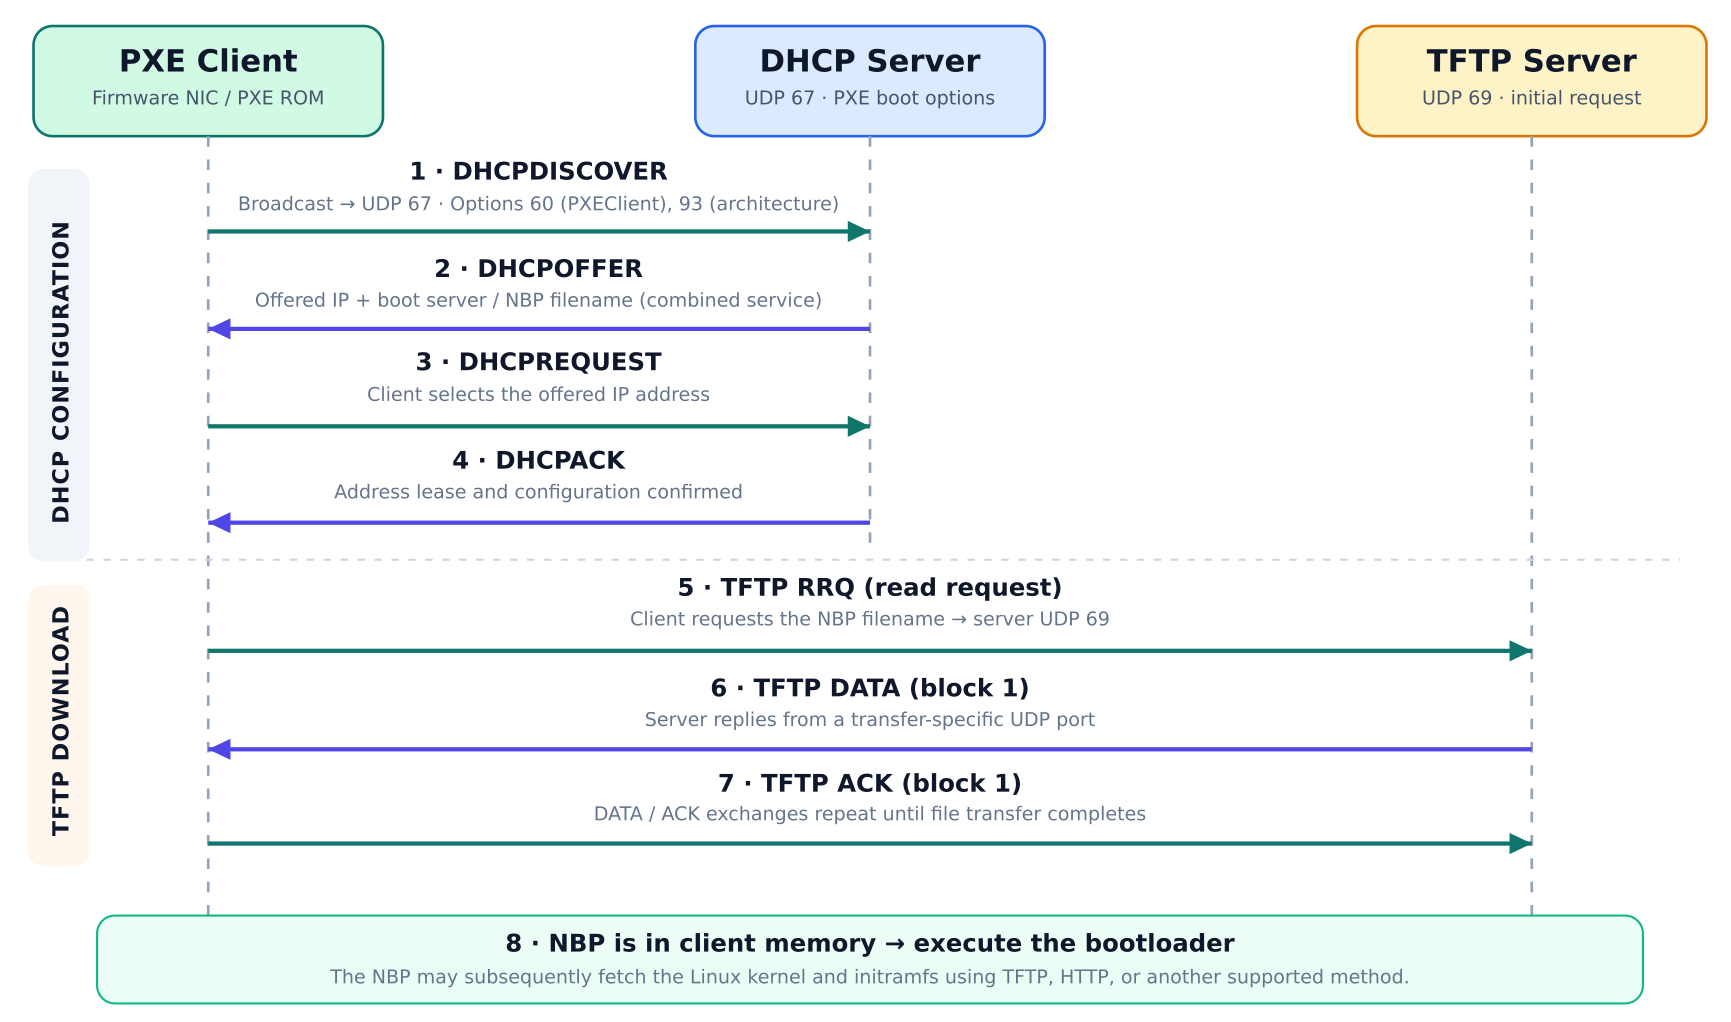 PXE Client
Firmware NIC / PXE ROM
DHCP Server
UDP 67 · PXE boot options
TFTP Server
UDP 69 · initial request
DHCP CONFIGURATION
1 · DHCPDISCOVER
Broadcast → UDP 67 · Options 60 (PXEClient), 93 (architecture)
2 · DHCPOFFER
Offered IP + boot server / NBP filename (combined service)
3 · DHCPREQUEST
Client selects the offered IP address
4 · DHCPACK
Address lease and configuration confirmed
TFTP DOWNLOAD
5 · TFTP RRQ (read request)
Client requests the NBP filename → server UDP 69
6 · TFTP DATA (block 1)
Server replies from a transfer-specific UDP port
7 · TFTP ACK (block 1)
DATA / ACK exchanges repeat until file transfer completes
8 · NBP is in client memory → execute the bootloader
The NBP may subsequently fetch the Linux kernel and initramfs using TFTP, HTTP, or another supported method.